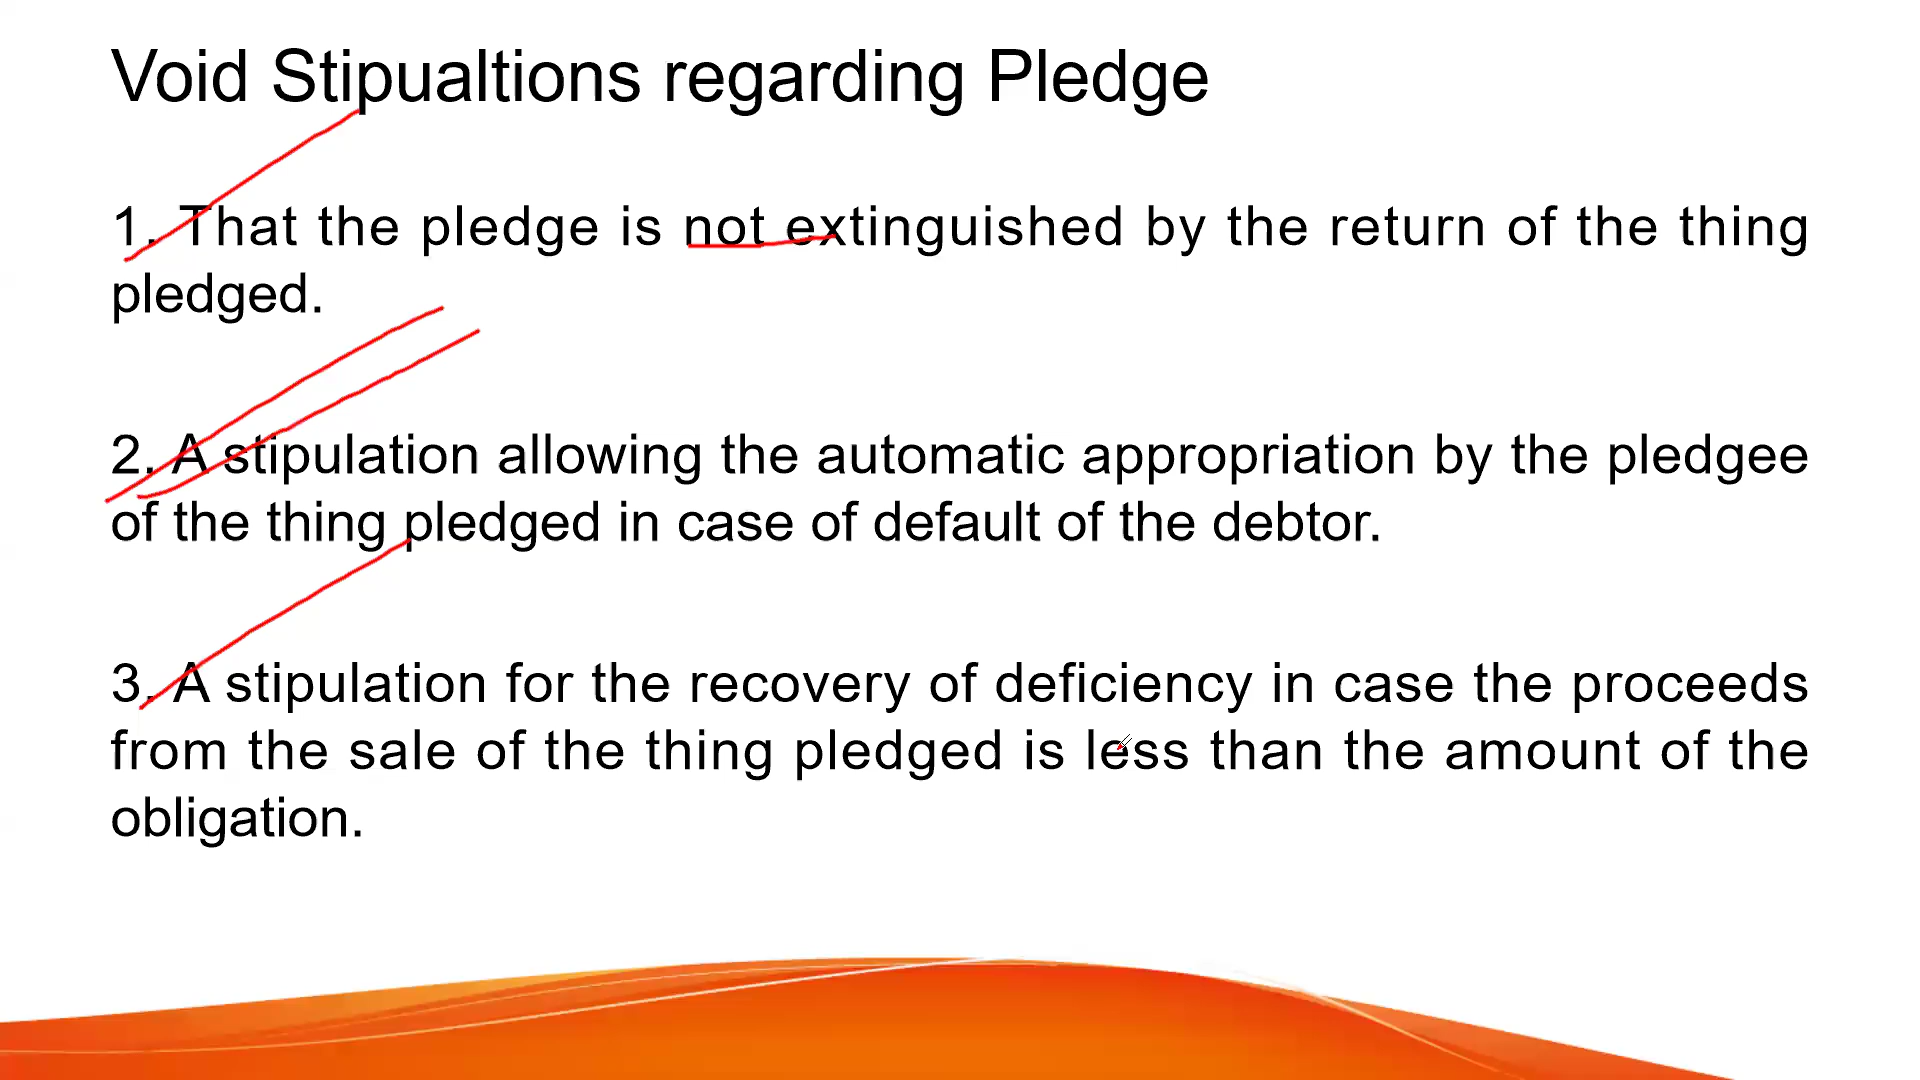 Void Stipualtions regarding Pledge
1. That the pledge is not extinguished by the return of the thing
pledged.
2. A stipulation allowing the automatic appropriation by the pledgee
of the thing pledged in case of default of the debtor.
3. A stipulation for the recovery of deficiency in case the proceeds
from the sale of the thing pledged is less than the amount of the
obligation.